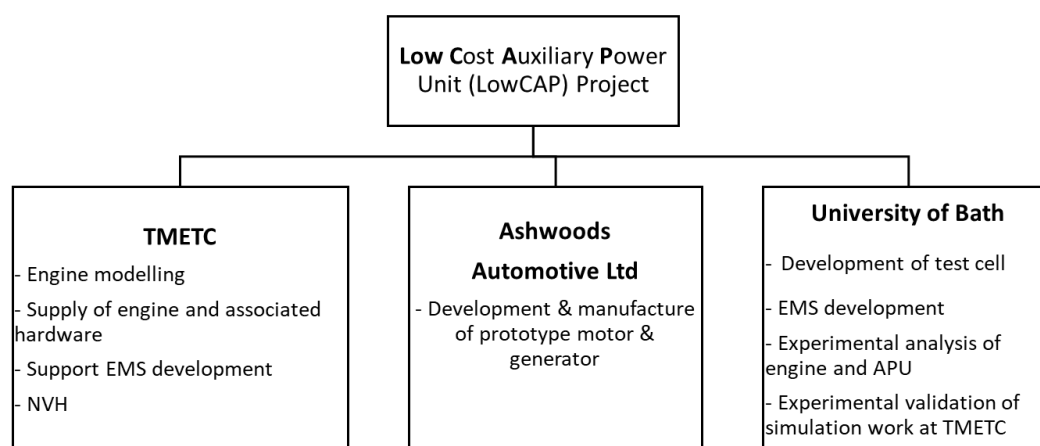 Low Cost Auxiliary Power
Unit (LowCAP) Project
TMETC
- Engine modelling
- Supply of engine and associated
hardware
- Support EMS development
- NVH
Ashwoods
Automotive Ltd
- Development & manufacture
of prototype motor &
generator
University of Bath
- Development of test cell
- EMS development
- Experimental analysis of
engine and APU
- Experimental validation of
simulation work at TMETC